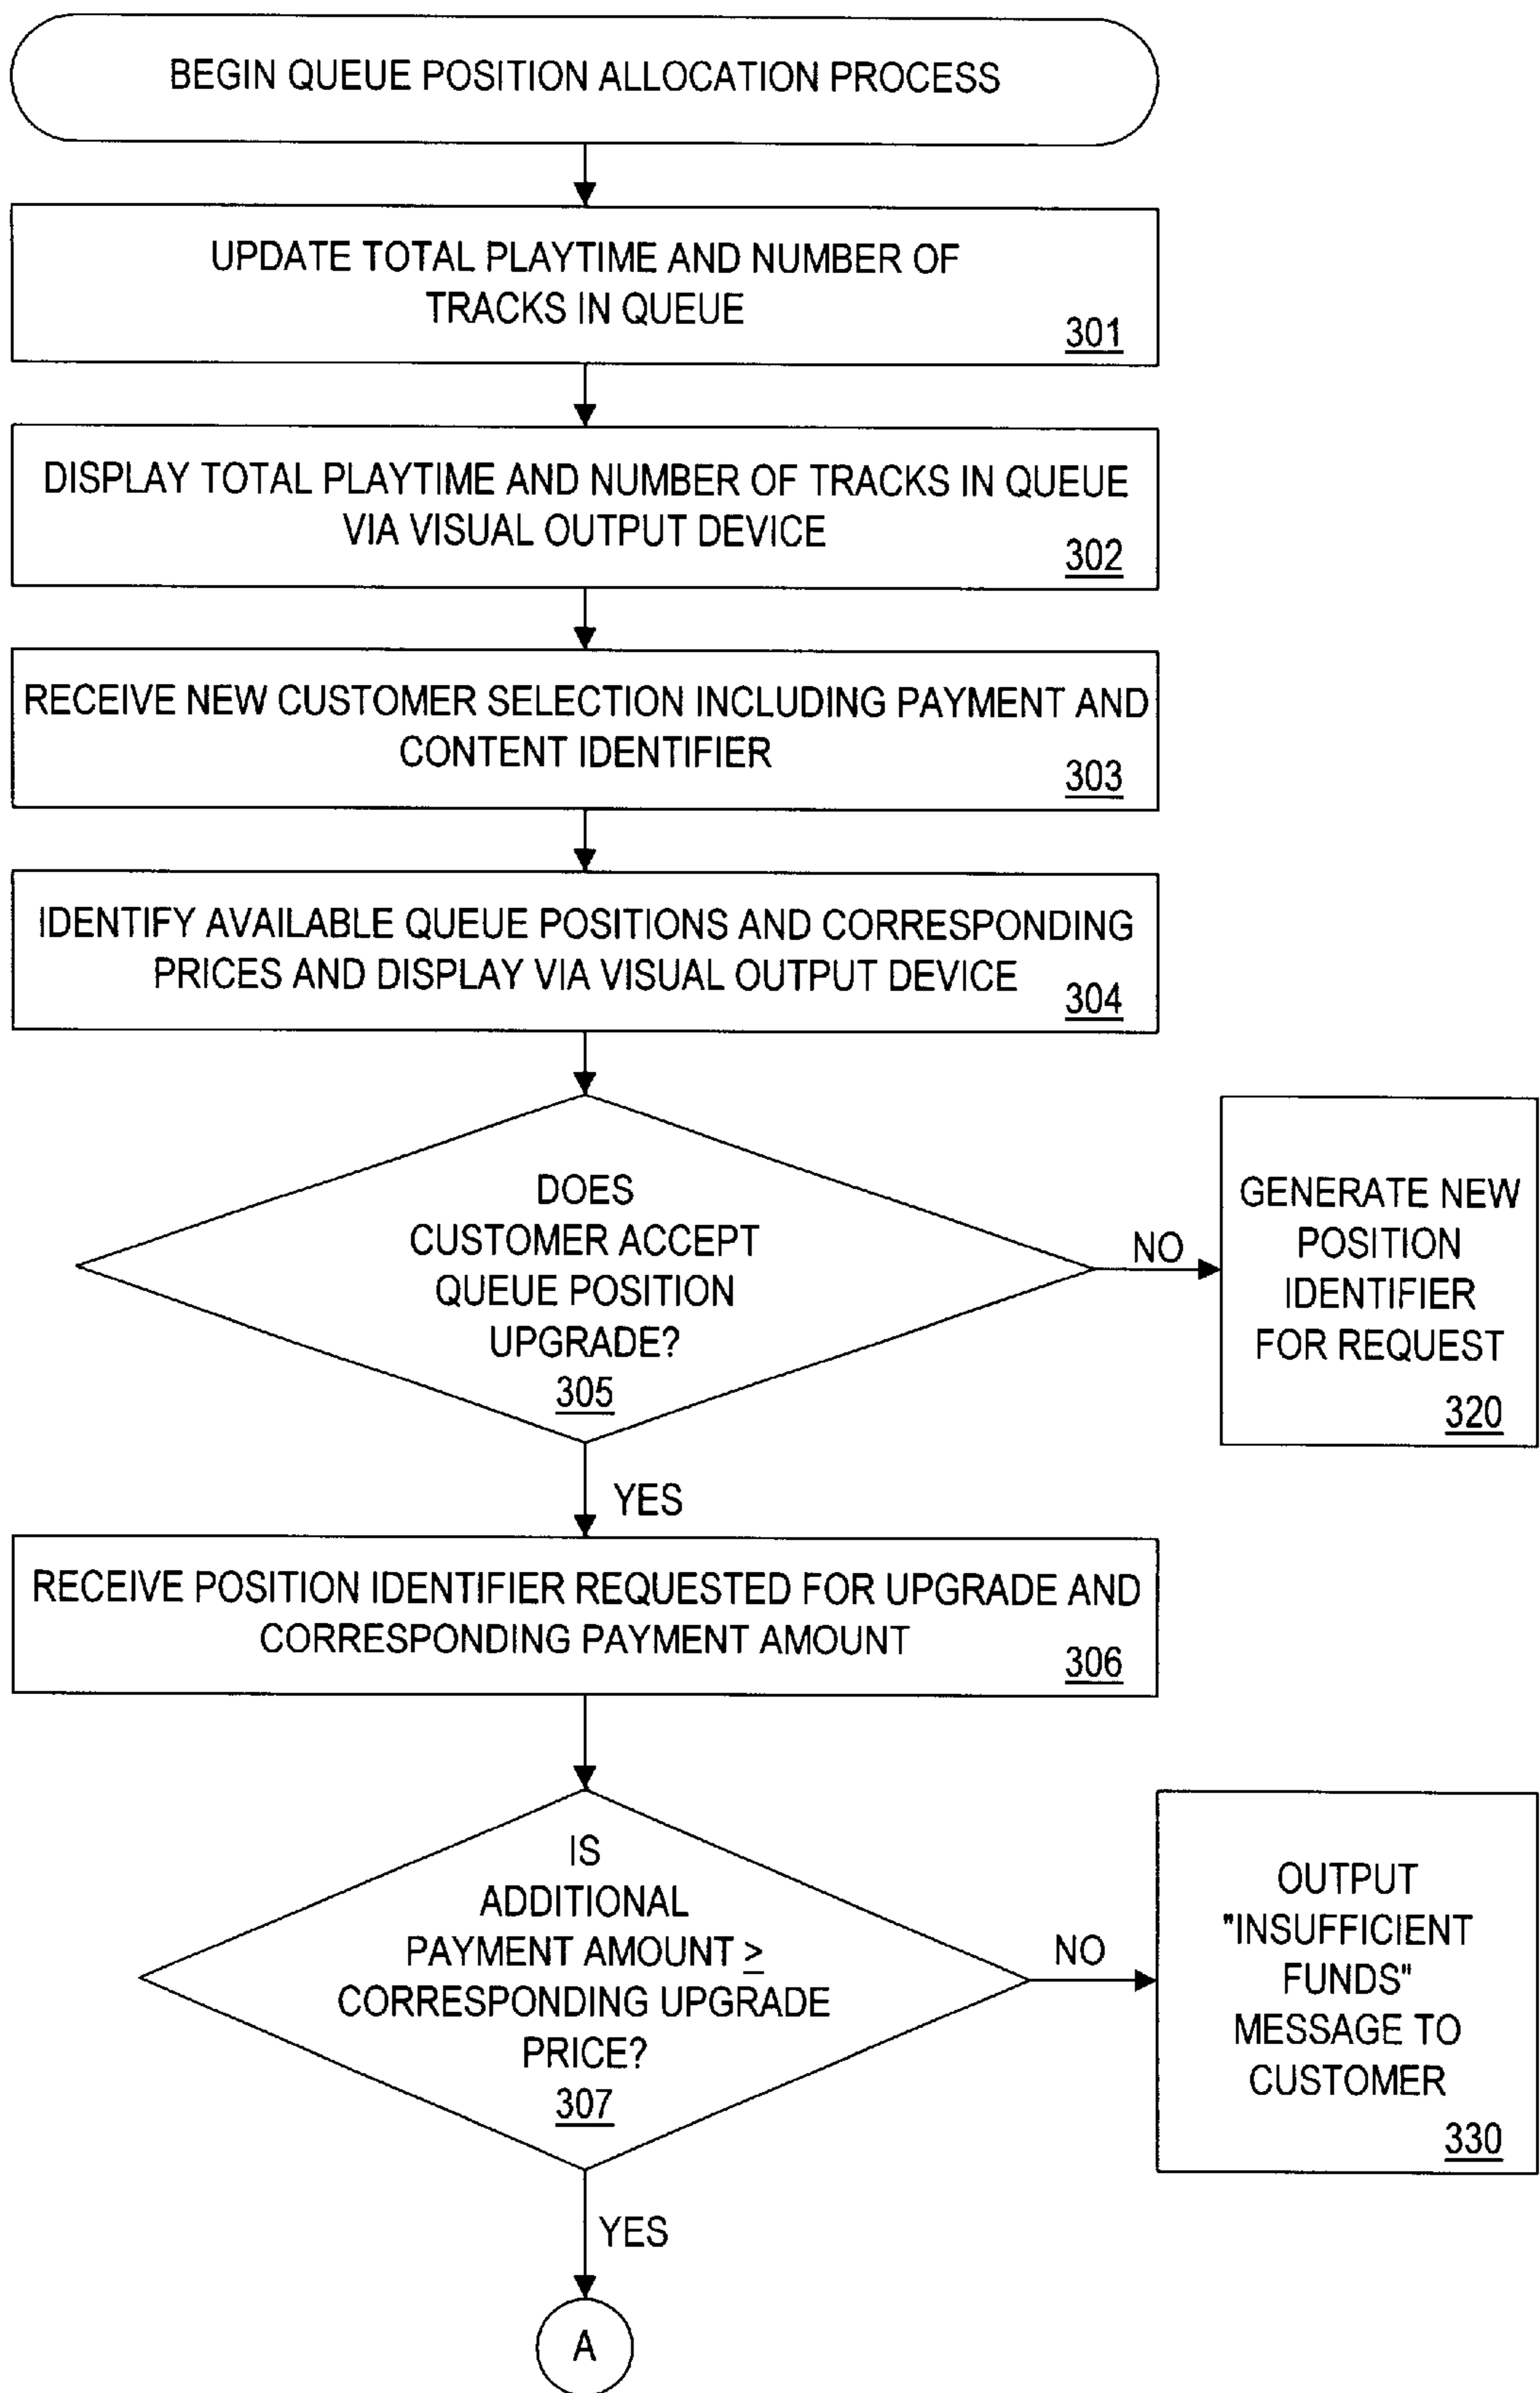 BEGIN QUEUE POSITION ALLOCATION PROCESS
UPDATE TOTAL PLAYTIME AND NUMBER OF
TRACKS IN QUEUE
301
DISPLAY TOTAL PLAYTIME AND NUMBER OF TRACKS IN QUEUE
VIA VISUAL OUTPUT DEVICE
302
RECEIVE NEW CUSTOMER SELECTION INCLUDING PAYMENT AND
CONTENT IDENTIFIER
303
IDENTIFY AVAILABLE QUEUE POSITIONS AND CORRESPONDING
PRICES AND DISPLAY VIA VISUAL OUTPUT DEVICE
304
DOES
CUSTOMER ACCEPT
QUEUE POSITION
UPGRADE?
305
NO
GENERATE NEW
POSITION
IDENTIFIER
FOR REQUEST
320
YES
RECEIVE POSITION IDENTIFIER REQUESTED FOR UPGRADE AND
CORRESPONDING PAYMENT AMOUNT
306
IS
ADDITIONAL
PAYMENT AMOUNT ≥
CORRESPONDING UPGRADE
PRICE?
307
NO
OUTPUT
"INSUFFICIENT
FUNDS"
MESSAGE TO
CUSTOMER
330
YES
A